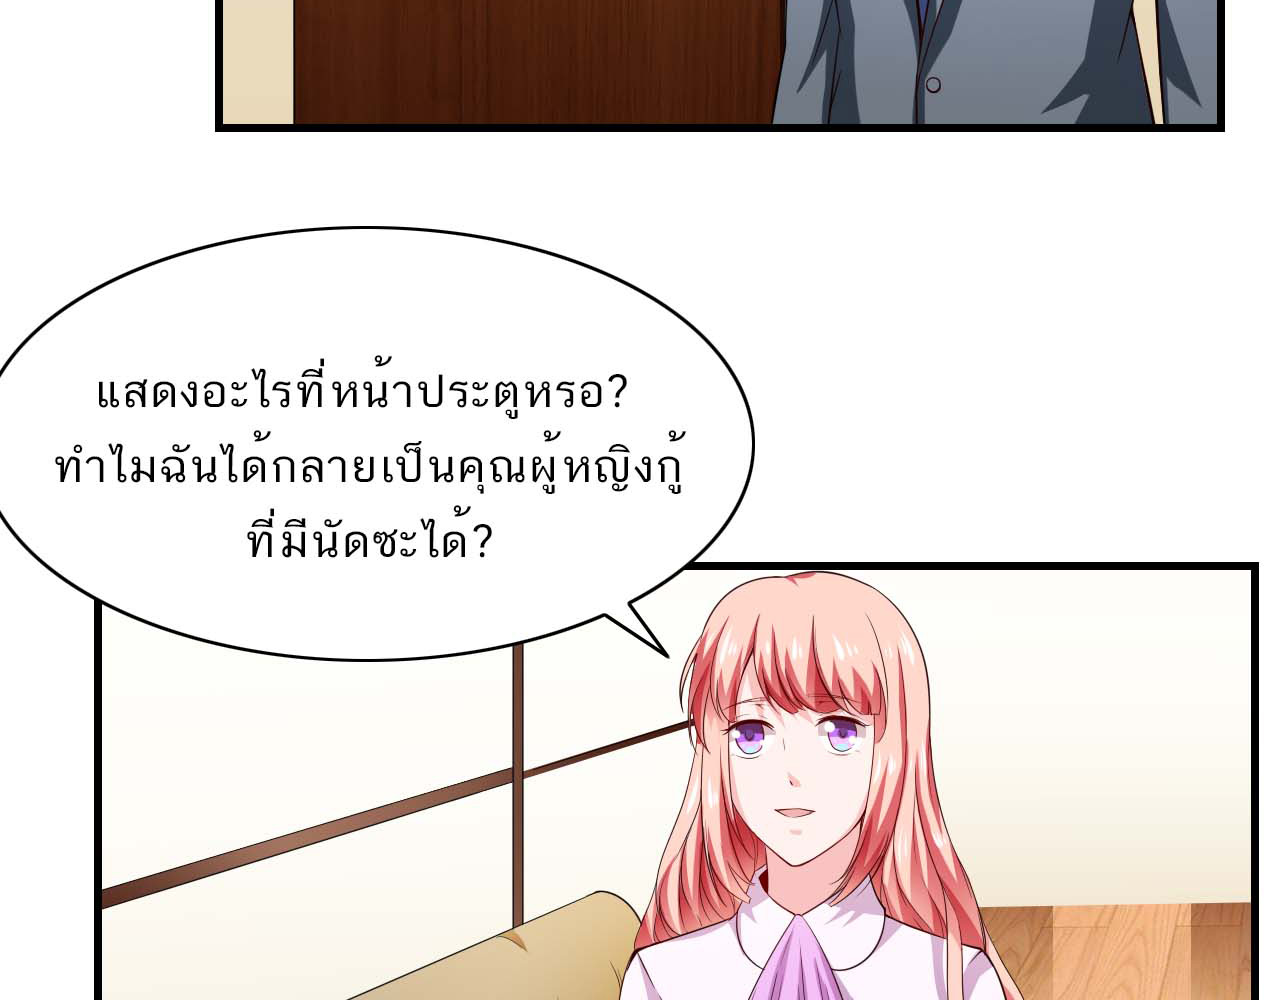 แสดงอะไรที่หน้าประตูหรอ?
ทำไมฉันได้กลายเป็นคุณผู้หญิงกู้
ที่มีนัดซะได้?